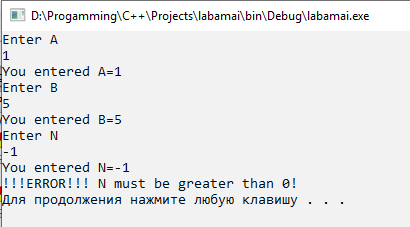 D:\Progamming\C++\Projects\labamai\bin\Debug\labamai.exe
Enter A
1
You entered A=1
Enter B
5
You entered B=5
Enter N
-1
You entered N=-1
!!!ERROR!!! N must be greater than 0!
Для продолжения нажмите любую клавишу . . .